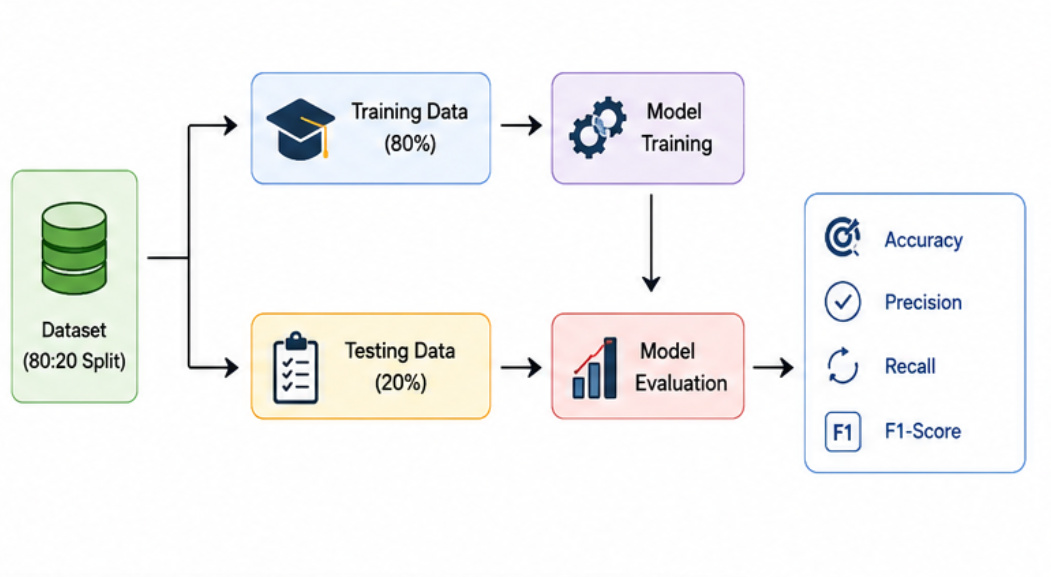 Training Data
(80%)
Model
Training
Dataset
(80:20 Split)
Testing Data
(20%)
Model
Evaluation
Accuracy
Precision
Recall
F1
F1-Score